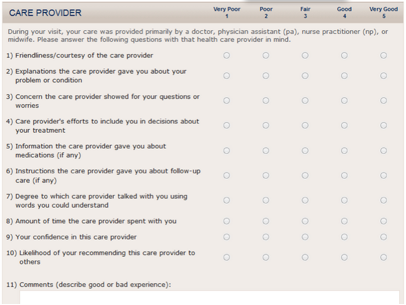 CARE PROVIDER
Very Poor Poor Fair Good Very Good
1 2 3 4 5
During your visit, your care was provided primarily by a doctor, physician assistant (pa), nurse practitioner (np), or
midwife. Please answer the following questions with that health care provider in mind.
1) Friendliness/courtesy of the care provider
2) Explanations the care provider gave you about your
problem or condition
3) Concern the care provider showed for your questions or
worries
4) Care provider's efforts to include you in decisions about
your treatment
5) Information the care provider gave you about
medications (if any)
6) Instructions the care provider gave you about follow-up
care (if any)
7) Degree to which care provider talked with you using
words you could understand
8) Amount of time the care provider spent with you
9) Your confidence in this care provider
10) Likelihood of your recommending this care provider to
others
11) Comments (describe good or bad experience):